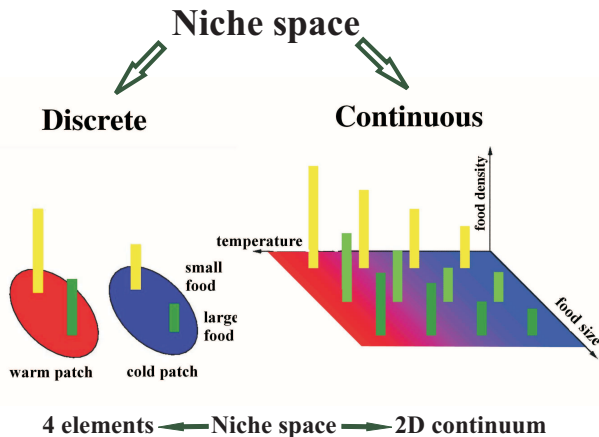 Niche space
Discrete
Continuous
food density
temperature
small
food
large
food
food size
warm patch
cold patch
4 elements
Niche space
2D continuum